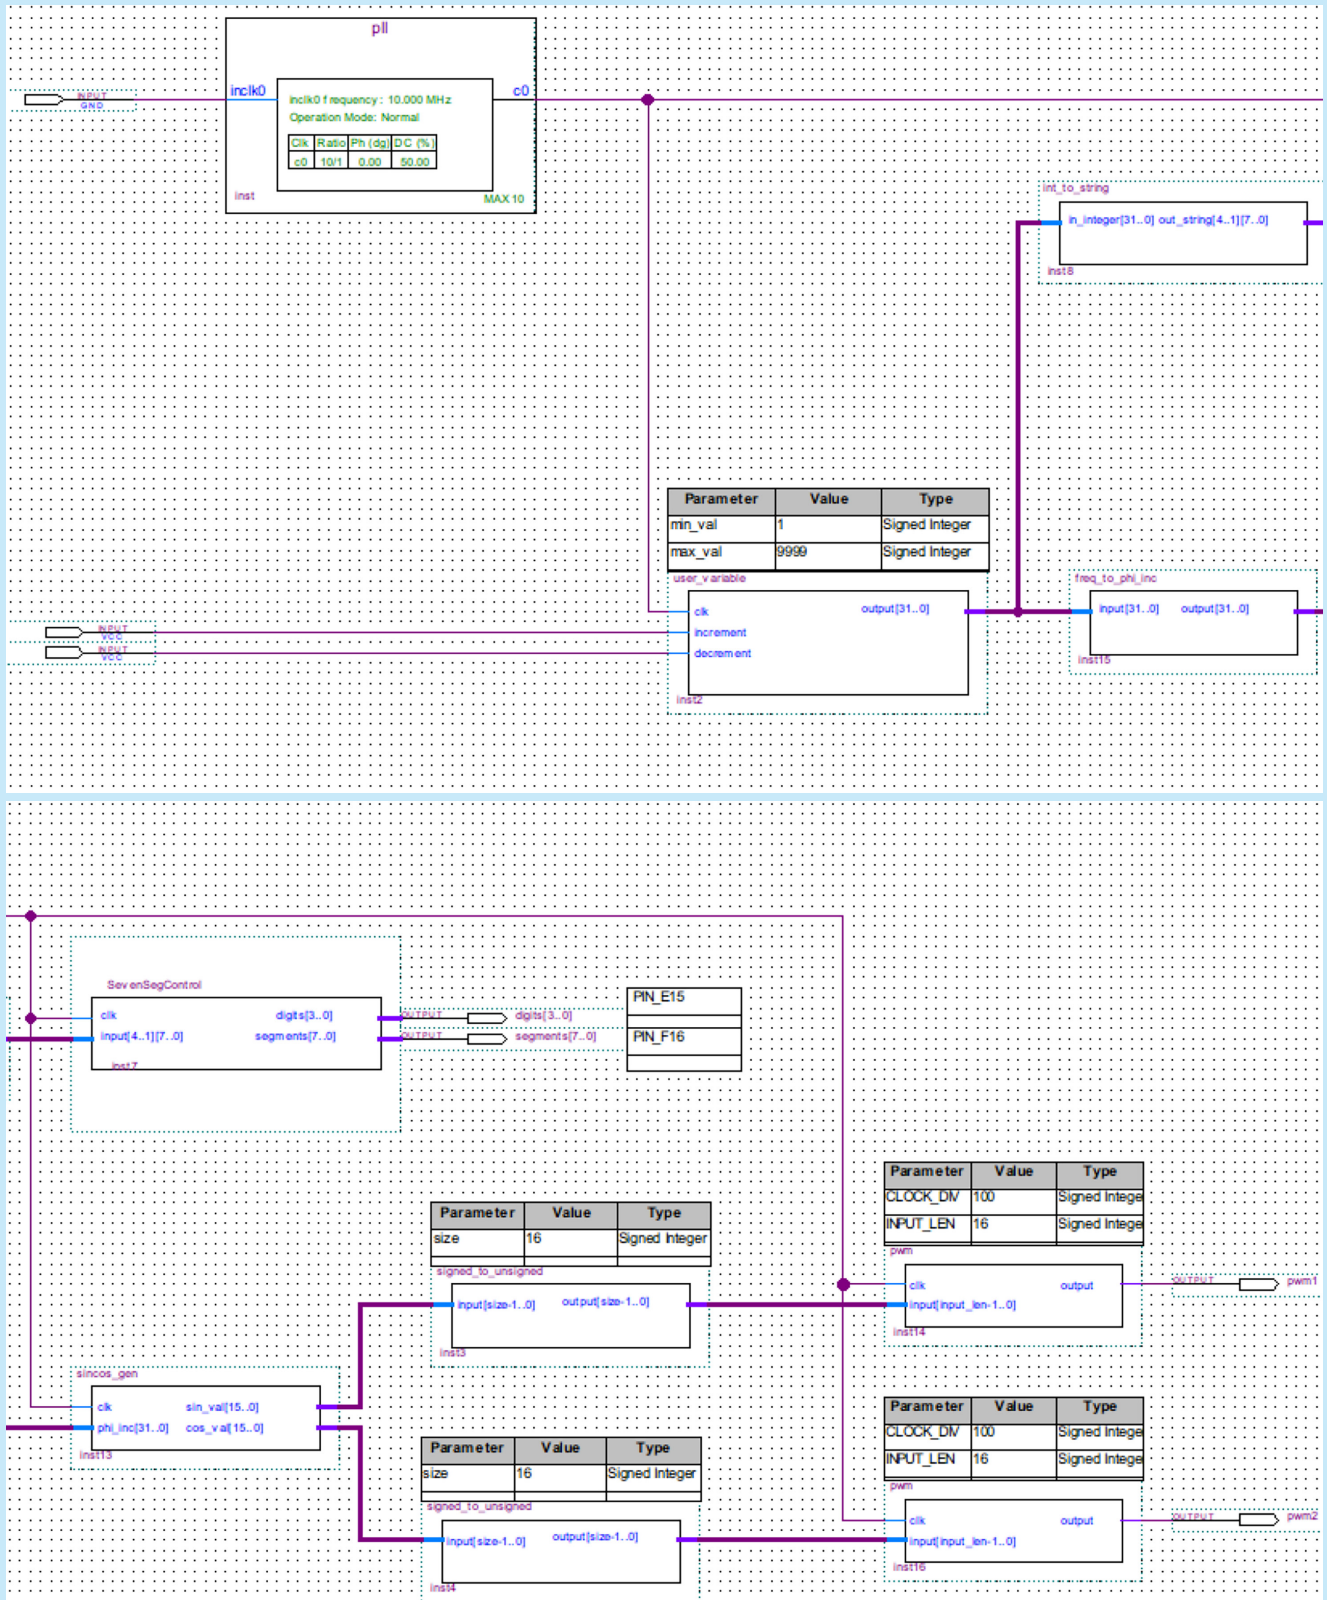 pll
INPUT
GND
inclk0
c0
inclk0 frequency: 10.000 MHz
Operation Mode: Normal
Clk Ratio Ph (dg) DC (%)
c0 10/1 0.00 50.00
inst
MAX 10
int_to_string
in_integer[31..0] out_string[4..1][7..0]
inst8
Parameter Value Type
min_val 1 Signed Integer
max_val 9999 Signed Integer
user_variable
clk output[31..0]
increment
decrement
inst2
INPUT
VCC
INPUT
VCC
freq_to_phi_inc
input[31..0] output[31..0]
inst15
SevenSegControl
clk digits[3..0]
input[4..1][7..0] segments[7..0]
inst7
OUTPUT digits[3..0]
OUTPUT segments[7..0]
PIN_E15
PIN_F16
Parameter Value Type
CLOCK_DIV 100 Signed Intege
INPUT_LEN 16 Signed Intege
pwm
clk output
input[input_len-1..0]
inst14
OUTPUT pwm1
Parameter Value Type
size 16 Signed Integer
signed_to_unsigned
input[size-1..0] output[size-1..0]
inst3
sincos_gen
clk sin_val[15..0]
phi_inc[31..0] cos_val[15..0]
inst13
Parameter Value Type
size 16 Signed Integer
signed_to_unsigned
input[size-1..0] output[size-1..0]
inst4
Parameter Value Type
CLOCK_DIV 100 Signed Intege
INPUT_LEN 16 Signed Intege
pwm
clk output
input[input_len-1..0]
inst16
OUTPUT pwm2